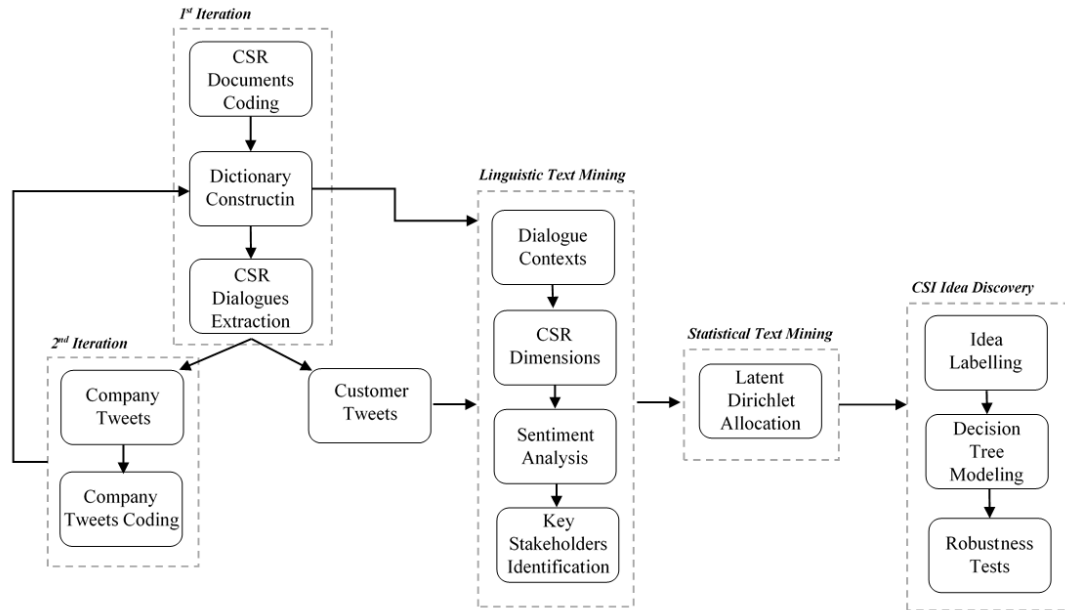 1st Iteration
CSR
Documents
Coding
Dictionary
Constructin
CSR
Dialogues
Extraction
2nd Iteration
Company
Tweets
Company
Tweets Coding
Customer
Tweets
Linguistic Text Mining
Dialogue
Contexts
CSR
Dimensions
Sentiment
Analysis
Key
Stakeholders
Identification
Statistical Text Mining
Latent
Dirichlet
Allocation
CSI Idea Discovery
Idea
Labelling
Decision
Tree
Modeling
Robustness
Tests